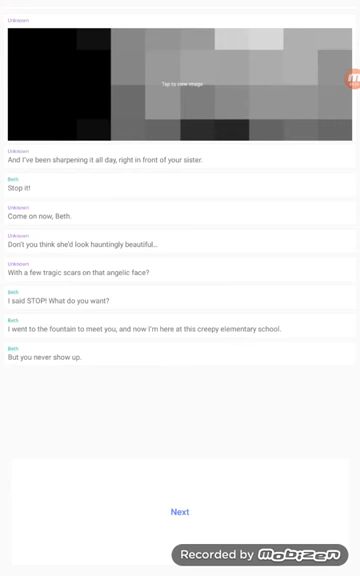 Unknown
Tap to view image
Unknown
And I've been sharpening it all day, right in front of your sister.
Beth
Stop it!
Unknown
Come on now, Beth.
Unknown
Don't you think she'd look hauntingly beautiful...
Unknown
With a few tragic scars on that angelic face?
Beth
I said STOP! What do you want?
Beth
I went to the fountain to meet you, and now I'm here at this creepy elementary school.
Beth
But you never show up.
Next
Recorded by Mobizen